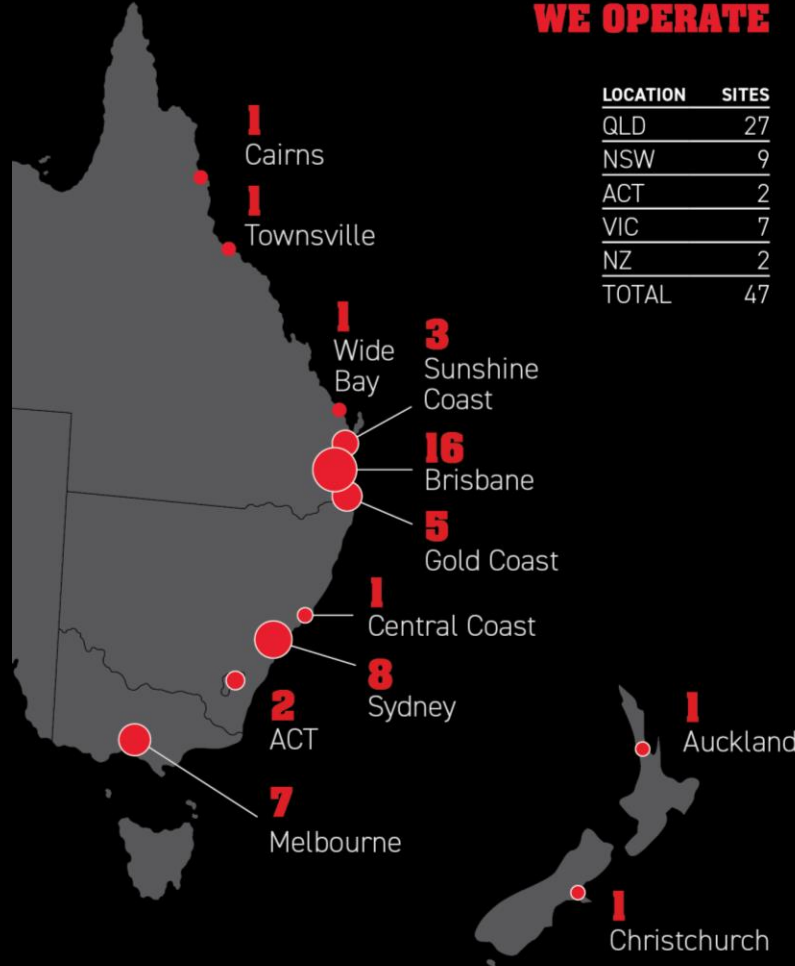 WE OPERATE
LOCATION SITES
QLD 27
NSW 9
ACT 2
VIC 7
NZ 2
TOTAL 47
1
Cairns
1
Townsville
1
Wide
Bay
3
Sunshine
Coast
16
Brisbane
5
Gold Coast
1
Central Coast
8
Sydney
2
ACT
7
Melbourne
1
Auckland
1
Christchurch